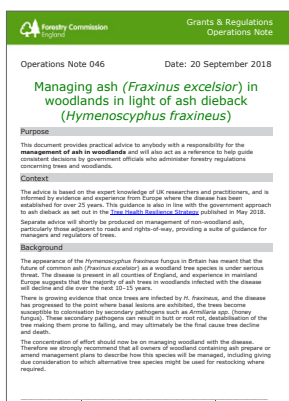 Forestry Commission
England
Grants & Regulations
Operations Note
Operations Note 046
Date: 20 September 2018
Managing ash (Fraxinus excelsior) in
woodlands in light of ash dieback
(Hymenoscyphus fraxineus)
Purpose
This document provides practical advice to anybody with a responsibility for the
management of ash in woodlands and will also act as a reference to help guide
consistent decisions by government officials who administer forestry regulations
concerning trees and woodlands.
Context
The advice is based on the expert knowledge of UK researchers and practitioners, and is
informed by evidence and experience from Europe where the disease has been
established for over 25 years. This guidance is also in line with the government approach
to ash dieback as set out in the Tree Health Resilience Strategy published in May 2018.
Separate advice will shortly be produced on management of non-woodland ash,
particularly those adjacent to roads and rights-of-way, providing a suite of guidance for
managers and regulators of trees.
Background
The appearance of the Hymenoscyphus fraxineus fungus in Britain has meant that the
future of common ash (Fraxinus excelsior) as a woodland tree species is under serious
threat. The disease is present in all counties of England, and experience in mainland
Europe suggests that the majority of ash trees in woodlands infected with the disease
will decline and die over the next 10–15 years.
There is growing evidence that once trees are infected by H. fraxineus, and the disease
has progressed to the point where basal lesions are exhibited, the trees become
susceptible to colonisation by secondary pathogens such as Armillaria spp. (honey
fungus). These secondary pathogens can result in butt or root rot, destabilisation of the
tree making them prone to falling, and may ultimately be the final cause tree decline
and death.
The concentration of effort should now be on managing woodland with the disease.
Therefore we strongly recommend that all owners of woodland containing ash prepare or
amend management plans to describe how this species will be managed, including giving
due consideration to which alternative tree species might be used for restocking where
required.